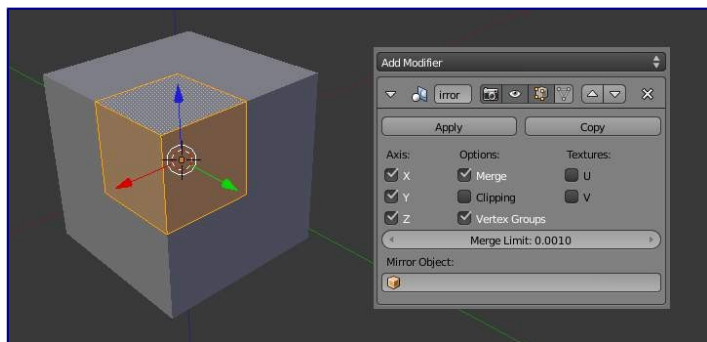 Add Modifier
irror
Apply Copy
Axis: Options: Textures:
X Merge U
Y Clipping V
Z Vertex Groups
Merge Limit: 0.0010
Mirror Object: